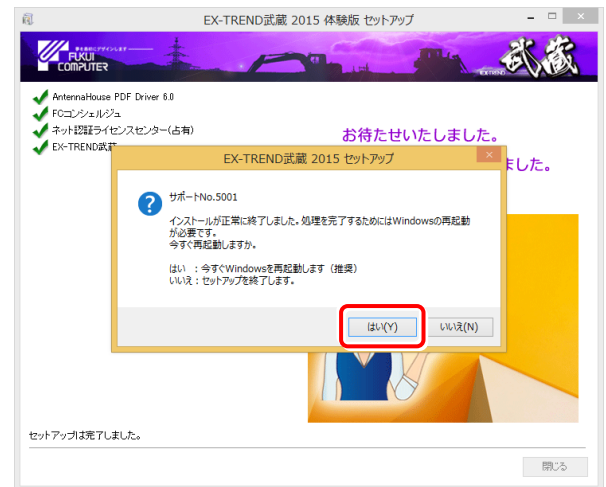 EX-TREND武蔵 2015 体験版 セットアップ
FUKUI
COMPUTER
EX-TREND
武蔵
AntennaHouse PDF Driver 6.0
FCコンシェルジュ
ネット認証ライセンスセンター(占有)
EX-TREND武蔵
お待たせいたしました。
ました。
EX-TREND武蔵 2015 セットアップ
サポートNo.5001
インストールが正常に終了しました。処理を完了するためにはWindowsの再起動
が必要です。
今すぐ再起動しますか。
はい ：今すぐWindowsを再起動します（推奨）
いいえ：セットアップを終了します。
はい(Y)
いいえ(N)
セットアップは完了しました。
閉じる